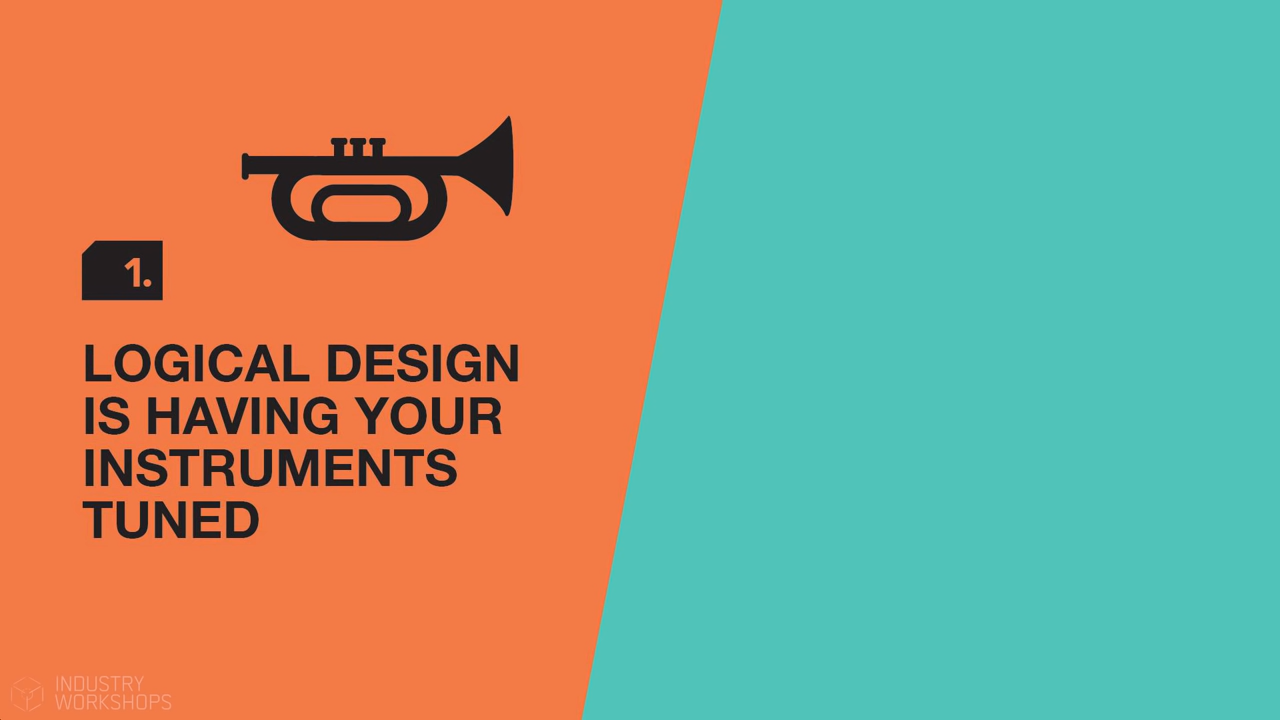 1.
LOGICAL DESIGN
IS HAVING YOUR
INSTRUMENTS
TUNED
INDUSTRY
WORKSHOPS